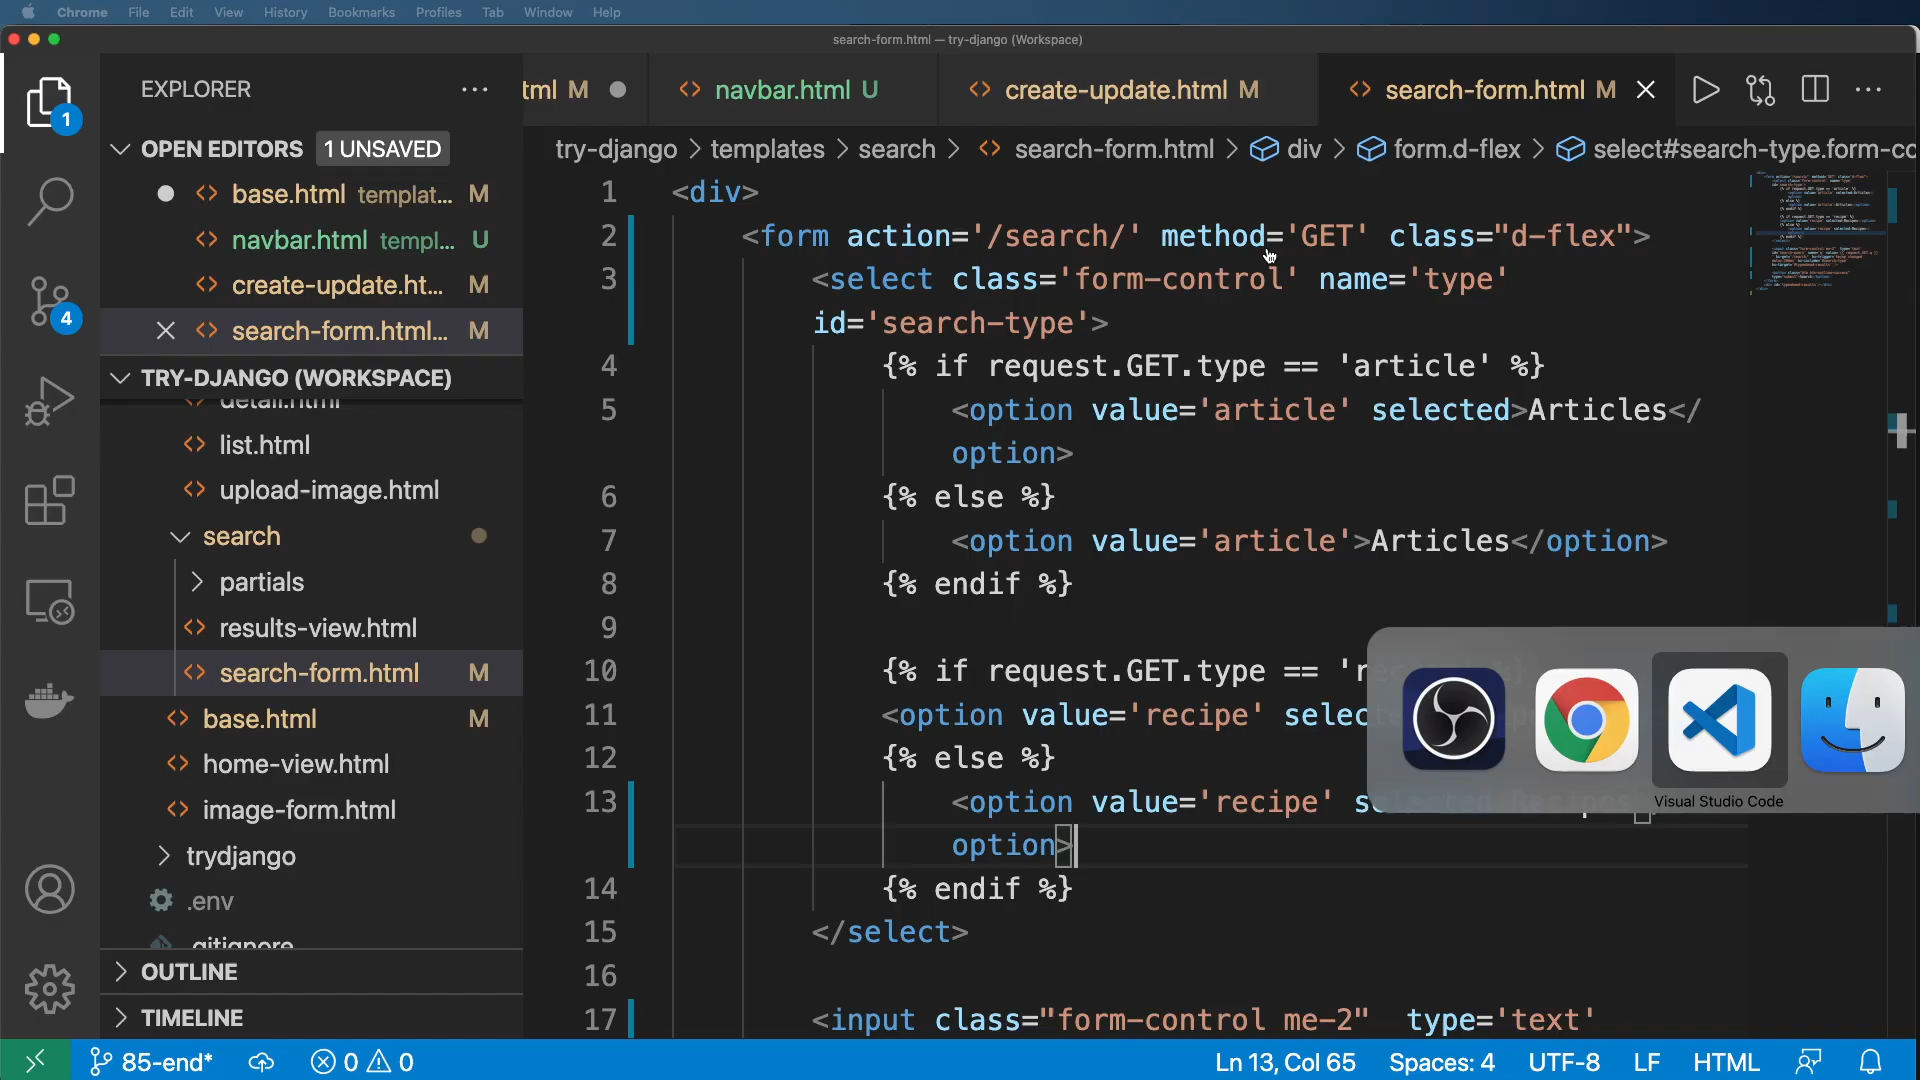 Chrome File Edit View History Bookmarks Profiles Tab Window Help
search-form.html — try-django (Workspace)
EXPLORER
tml M navbar.html U create-update.html M search-form.html M
OPEN EDITORS 1 UNSAVED
try-django > templates > search > search-form.html > div > form.d-flex > select#search-type.form-co
base.html templat... M
navbar.html templ... U
create-update.ht... M
search-form.html... M
TRY-DJANGO (WORKSPACE)
detail.html
list.html
upload-image.html
search
partials
results-view.html
search-form.html M
base.html M
home-view.html
image-form.html
trydjango
.env
.gitignore
OUTLINE
TIMELINE
1 <div>
2 <form action='/search/' method='GET' class="d-flex">
3 <select class='form-control' name='type'
id='search-type'>
4 {% if request.GET.type == 'article' %}
5 <option value='article' selected>Articles</
option>
6 {% else %}
7 <option value='article'>Articles</option>
8 {% endif %}
9
10 {% if request.GET.type == 'rec
11 <option value='recipe' selec
12 {% else %}
13 <option value='recipe' selected>Recipes</
option>
14 {% endif %}
15 </select>
16
17 <input class="form-control me-2" type='text'
Visual Studio Code
1
4
85-end* 0 0 Ln 13, Col 65 Spaces: 4 UTF-8 LF HTML